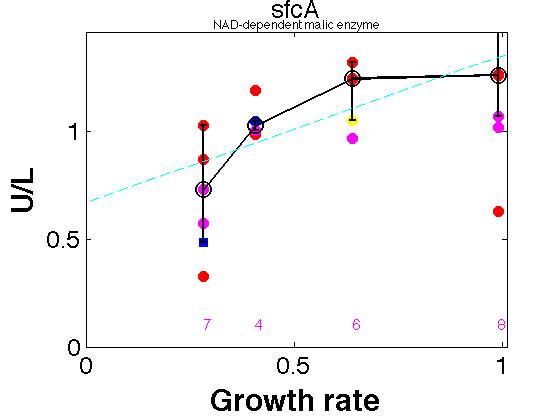 sfcA
NAD-dependent malic enzyme
U/L
1
0.5
0
7 4 6 8
0 0.5 1
Growth rate